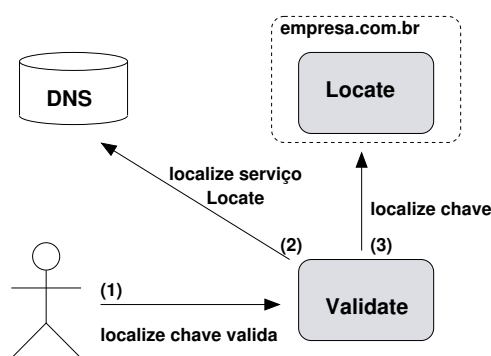 empresa.com.br
DNS
Locate
localize serviço
Locate
localize chave
(2)
(3)
(1)
Validate
localize chave valida